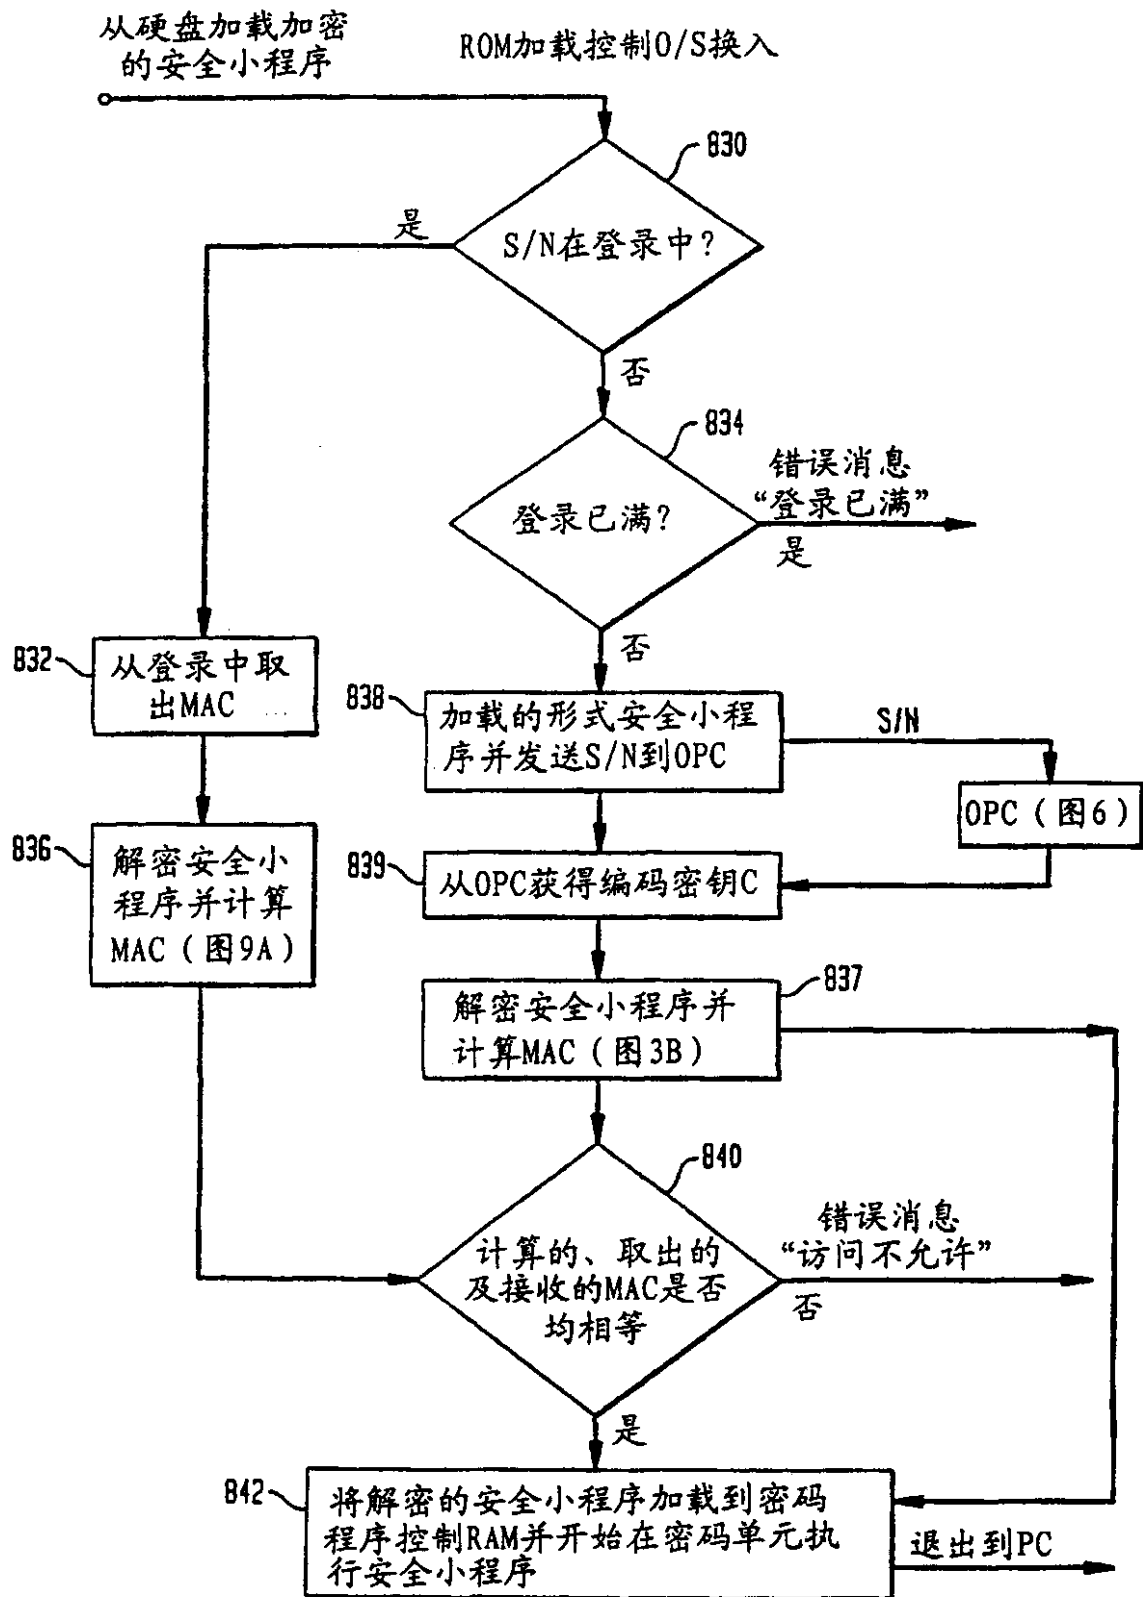 从硬盘加载加密
的安全小程序
ROM加载控制O/S换入
830
是
S/N在登录中?
否
834
错误消息
“登录已满”
登录已满?
是
否
832
从登录中取
出MAC
838
加载的形式安全小程
序并发送S/N到OPC
S/N
OPC(图6)
836
解密安全小
程序并计算
MAC(图9A)
839
从OPC获得编码密钥C
837
解密安全小程序并
计算MAC(图3B)
840
错误消息
“访问不允许”
计算的、取出的
及接收的MAC是否
均相等
否
是
842
将解密的安全小程序加载到密码
程序控制RAM并开始在密码单元执
行安全小程序
退出到PC